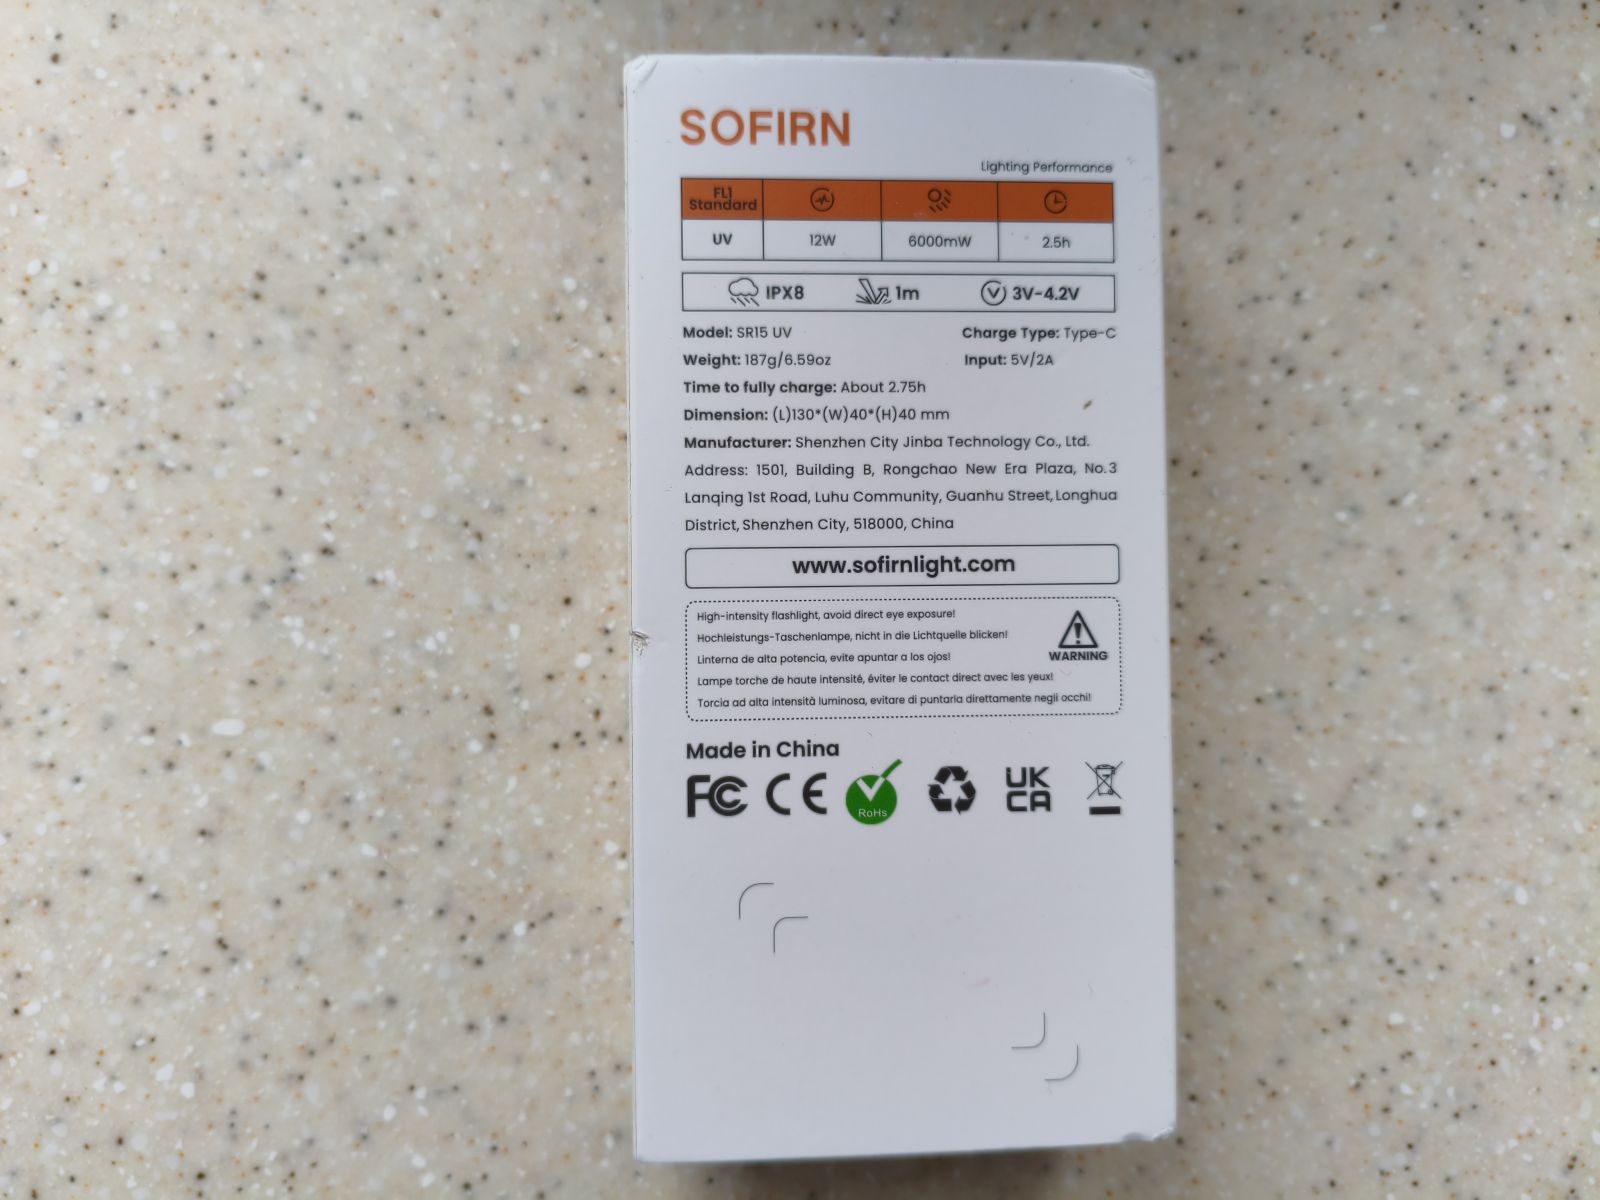 SOFIRN
Lighting Performance
FL1
Standard
UV 12W 6000mW 2.5h
IPX8 1m 3V-4.2V
Model: SR15 UV Charge Type: Type-C
Weight: 187g/6.59oz Input: 5V/2A
Time to fully charge: About 2.75h
Dimension: (L)130*(W)40*(H)40 mm
Manufacturer: Shenzhen City Jinba Technology Co., Ltd.
Address: 1501, Building B, Rongchao New Era Plaza, No.3
Lanqing 1st Road, Luhu Community, Guanhu Street, Longhua
District, Shenzhen City, 518000, China
www.sofirnlight.com
High-intensity flashlight, avoid direct eye exposure!
Hochleistungs-Taschenlampe, nicht in die Lichtquelle blicken!
Linterna de alta potencia, evite apuntar a los ojos!
Lampe torche de haute intensité, éviter le contact direct avec les yeux!
Torcia ad alta intensità luminosa, evitare di puntarla direttamente negli occhi!
WARNING
Made in China
FC CE RoHs UK
CA